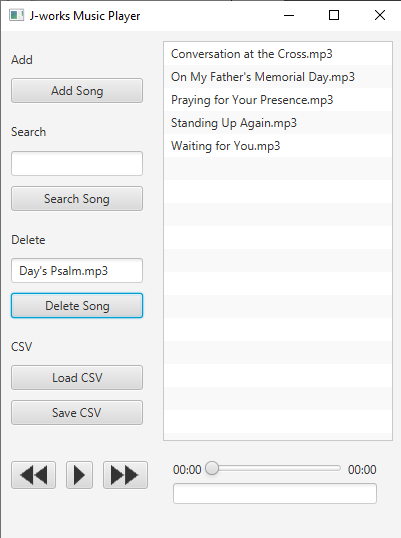 J-works Music Player
Add
Add Song
Search
Search Song
Delete
Day's Psalm.mp3
Delete Song
CSV
Load CSV
Save CSV
Conversation at the Cross.mp3
On My Father's Memorial Day.mp3
Praying for Your Presence.mp3
Standing Up Again.mp3
Waiting for You.mp3
00:00 00:00